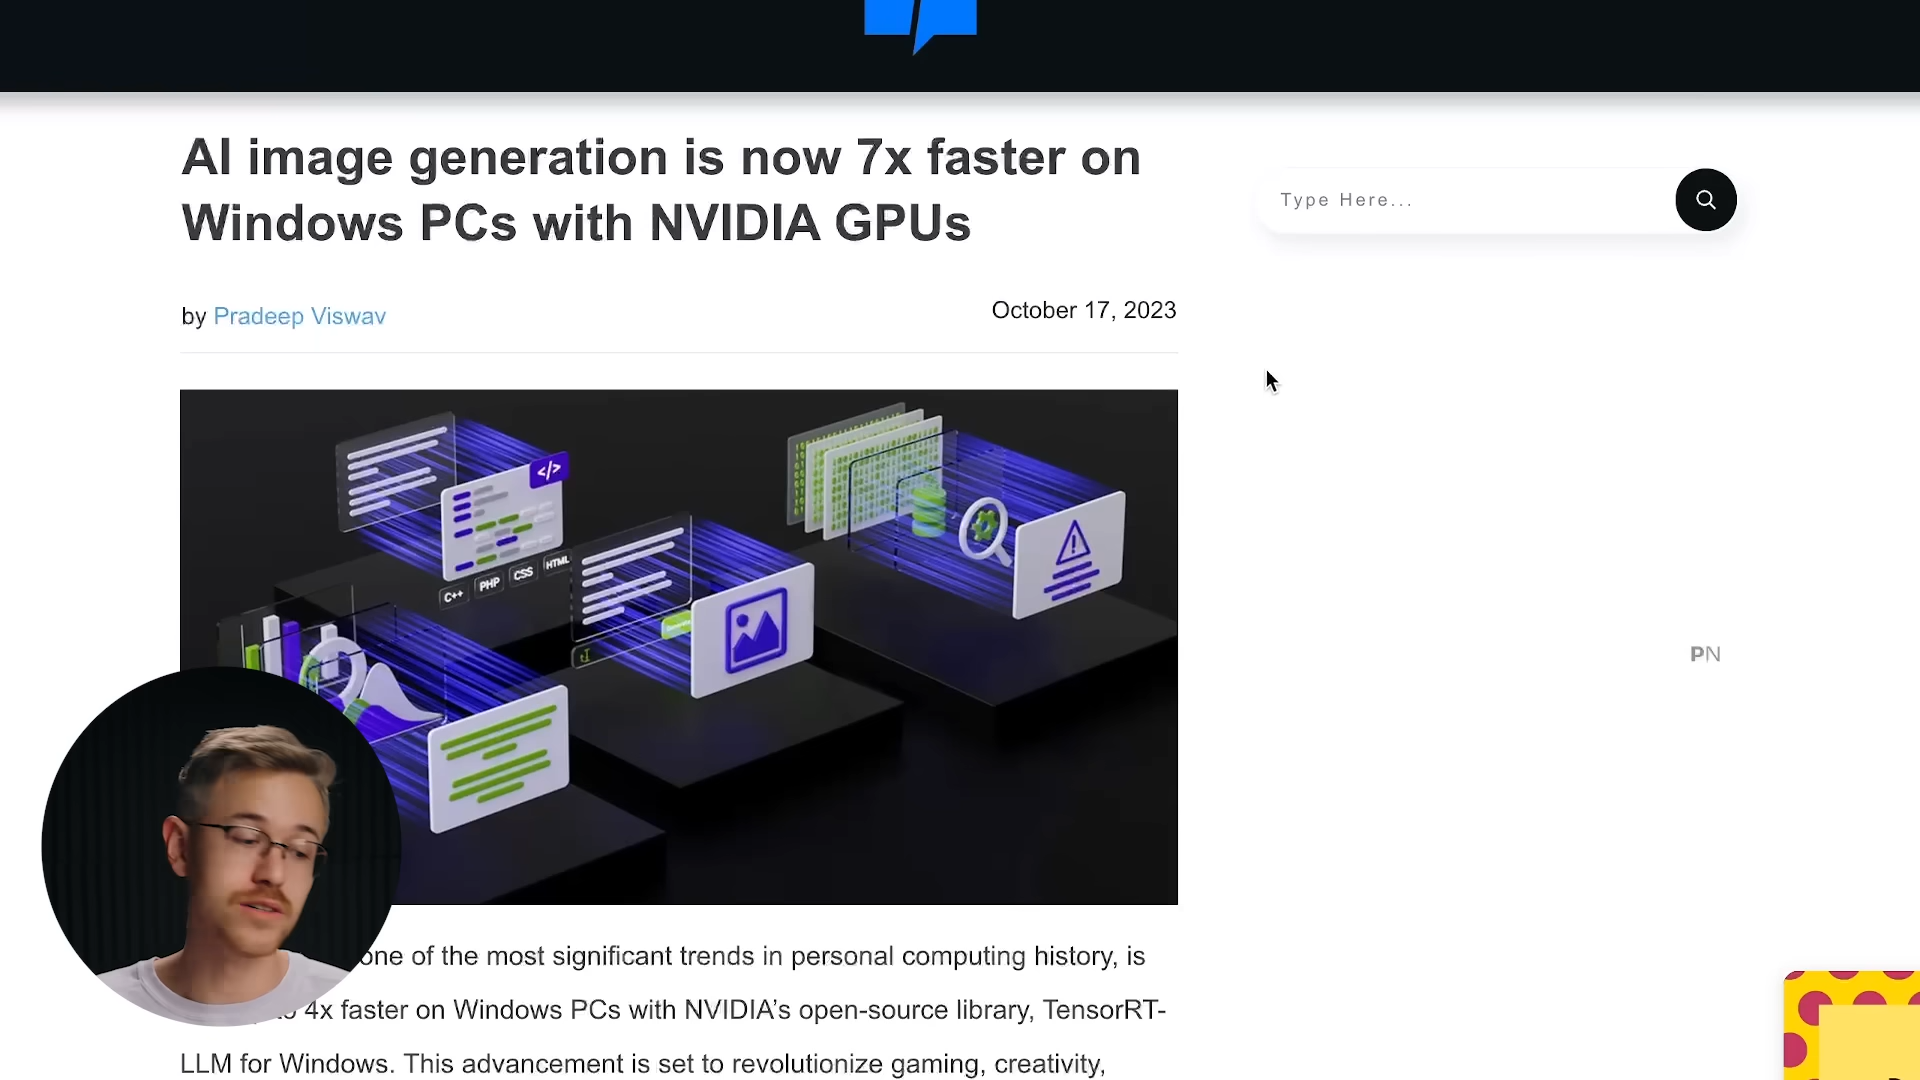 AI image generation is now 7x faster on
Windows PCs with NVIDIA GPUs
Type Here...
by Pradeep Viswav
October 17, 2023
</>
C++
PHP
CSS
HTML
PN
one of the most significant trends in personal computing history, is
4x faster on Windows PCs with NVIDIA's open-source library, TensorRT-
LLM for Windows. This advancement is set to revolutionize gaming, creativity,